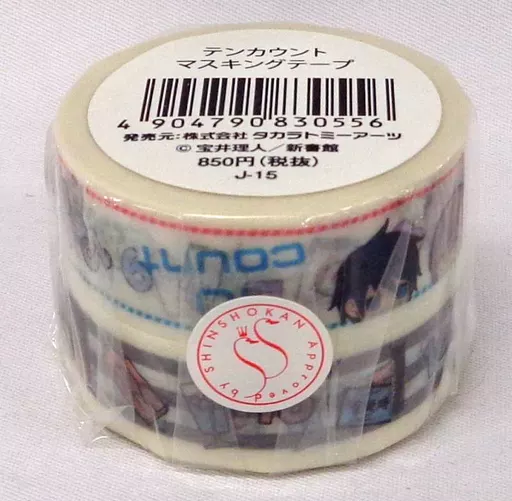 テンカウント
マスキングテープ
4 904790 830556
発売元:株式会社 タカラトミーアーツ
© 宝井理人/新書館
850円(税抜)
J-15
COUNT
by SHINSHOKAN Approved